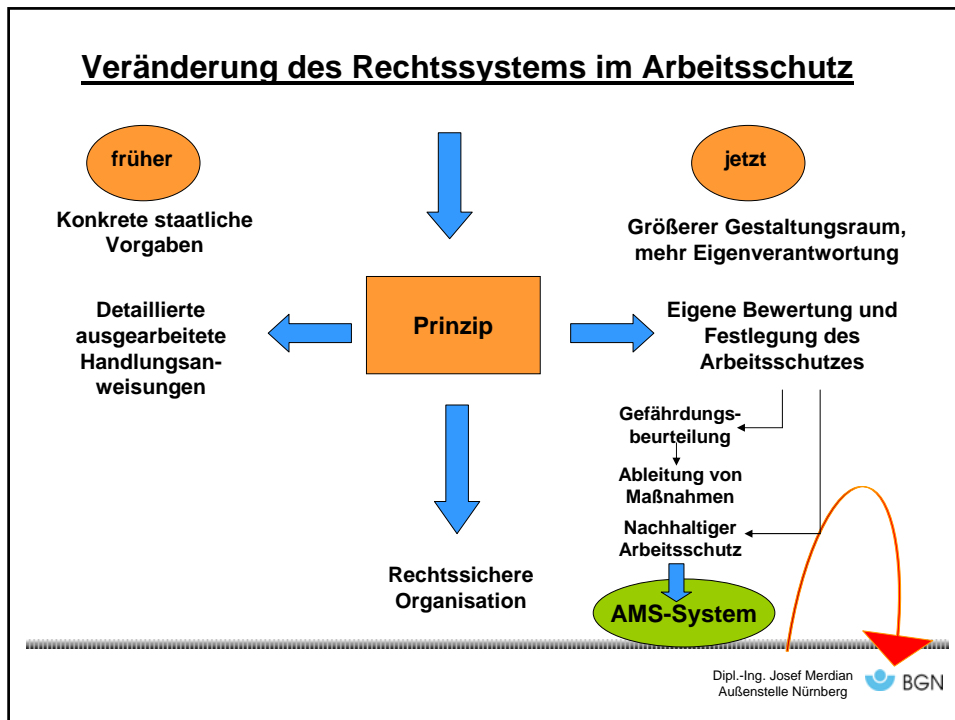 Veränderung des Rechtssystems im Arbeitsschutz
früher
Konkrete staatliche
Vorgaben
Detaillierte
ausgearbeitete
Handlungsan-
weisungen
Prinzip
Rechtssichere
Organisation
jetzt
Größerer Gestaltungsraum,
mehr Eigenverantwortung
Eigene Bewertung und
Festlegung des
Arbeitsschutzes
Gefährdungs-
beurteilung
Ableitung von
Maßnahmen
Nachhaltiger
Arbeitsschutz
AMS-System
Dipl.-Ing. Josef Merdian
Außenstelle Nürnberg
BGN